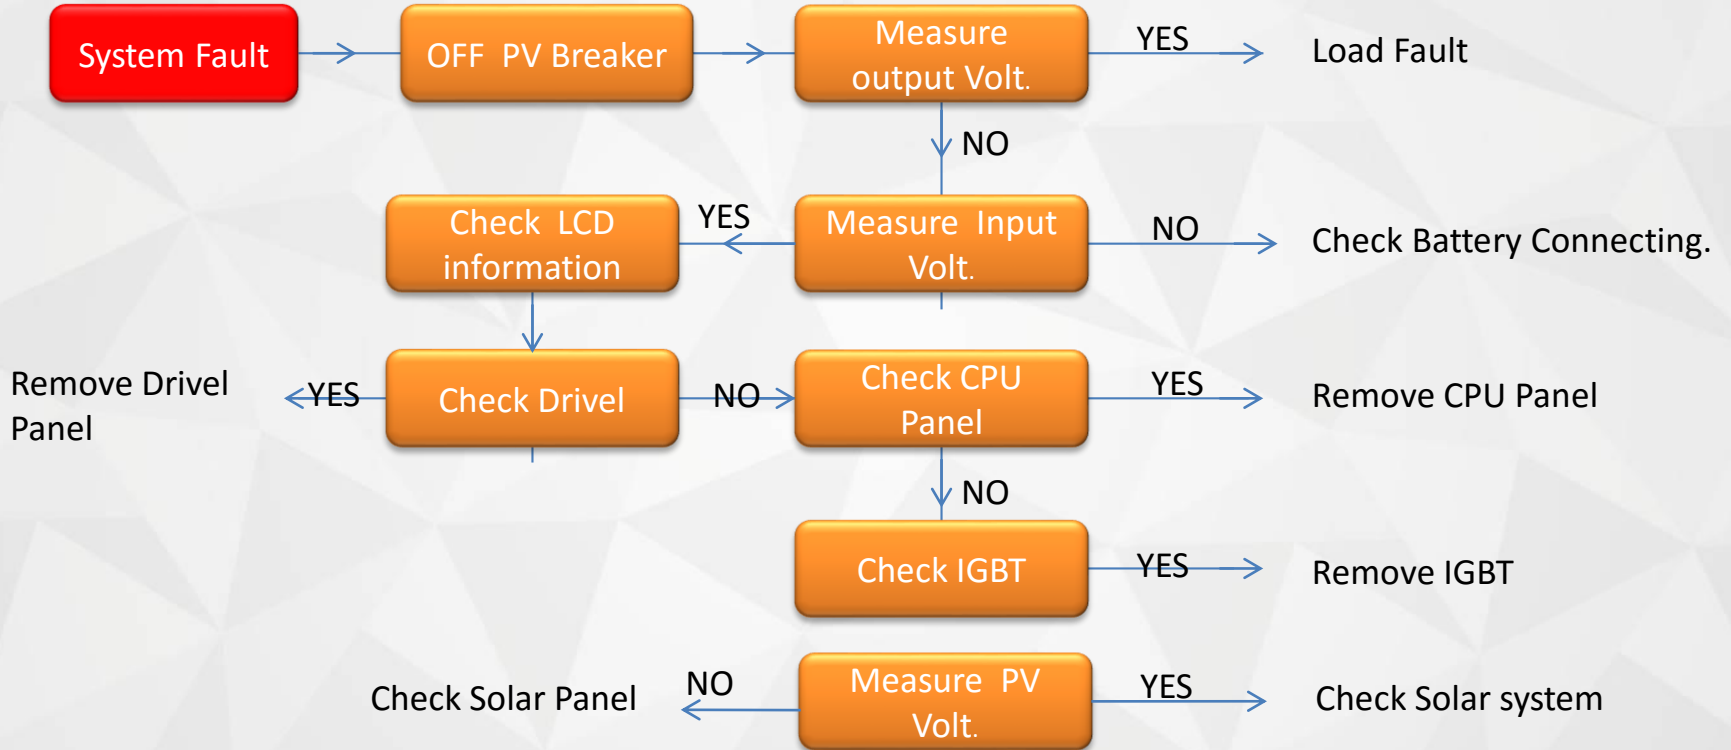 System Fault
OFF PV Breaker
Measure
output Volt.
YES
Load Fault
NO
Check LCD
information
YES
Measure Input
Volt.
NO
Check Battery Connecting.
Remove Drivel
Panel
YES
Check Drivel
NO
Check CPU
Panel
YES
Remove CPU Panel
NO
Check IGBT
YES
Remove IGBT
Check Solar Panel
NO
Measure PV
Volt.
YES
Check Solar system